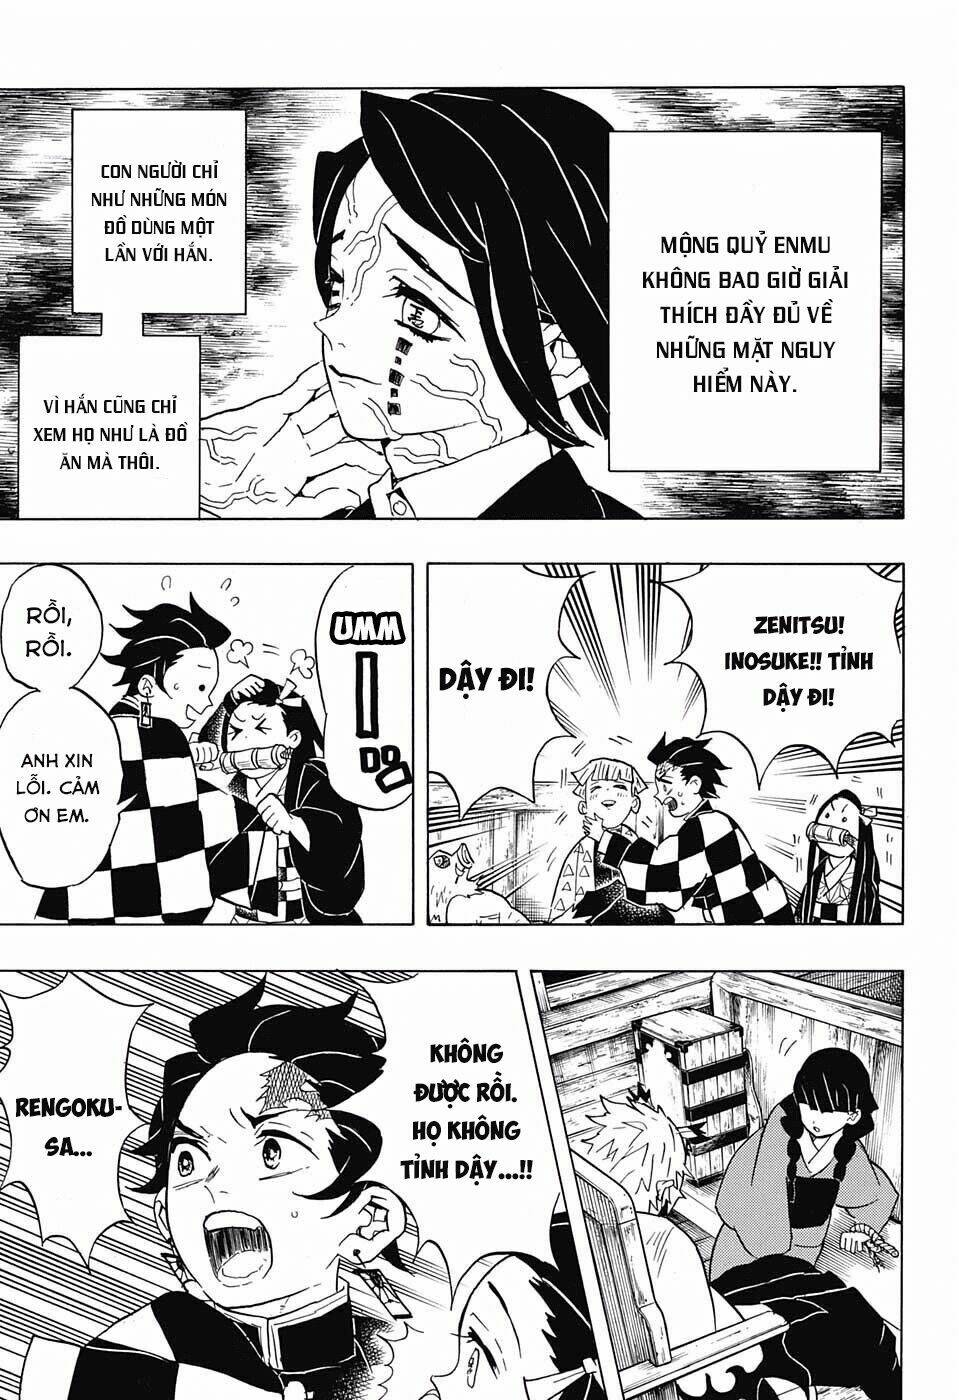 MỘNG QUỶ ENMU
KHÔNG BAO GIỜ GIẢI
THÍCH ĐẦY ĐỦ VỀ
NHỮNG MẶT NGUY
HIỂM NÀY.
CON NGƯỜI CHỈ
NHƯ NHỮNG MÓN
ĐỒ DÙNG MỘT
LẦN VỚI HẮN.
VÌ HẮN CŨNG CHỈ
XEM HỌ NHƯ LÀ ĐỒ
ĂN MÀ THÔI.
ZENITSU!
INOSUKE!! TỈNH
DẬY ĐI!
DẬY ĐI!
UMM
RỒI,
RỒI.
ANH XIN
LỖI. CẢM
ƠN EM.
KHÔNG
ĐƯỢC RỒI.
HỌ KHÔNG
TỈNH DẬY...!!
RENGOKU-
SA...